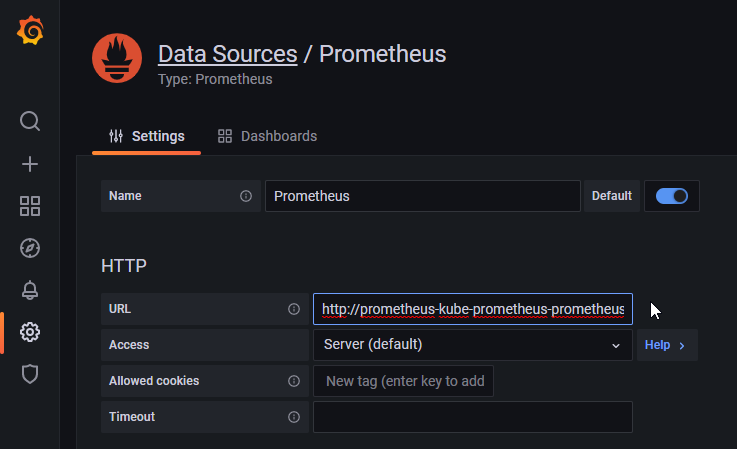 Data Sources / Prometheus
Type: Prometheus
Settings
Dashboards
Name
Prometheus
Default
HTTP
URL
http://prometheus-kube-prometheus-prometheus
Access
Server (default)
Help
Allowed cookies
New tag (enter key to add
Timeout